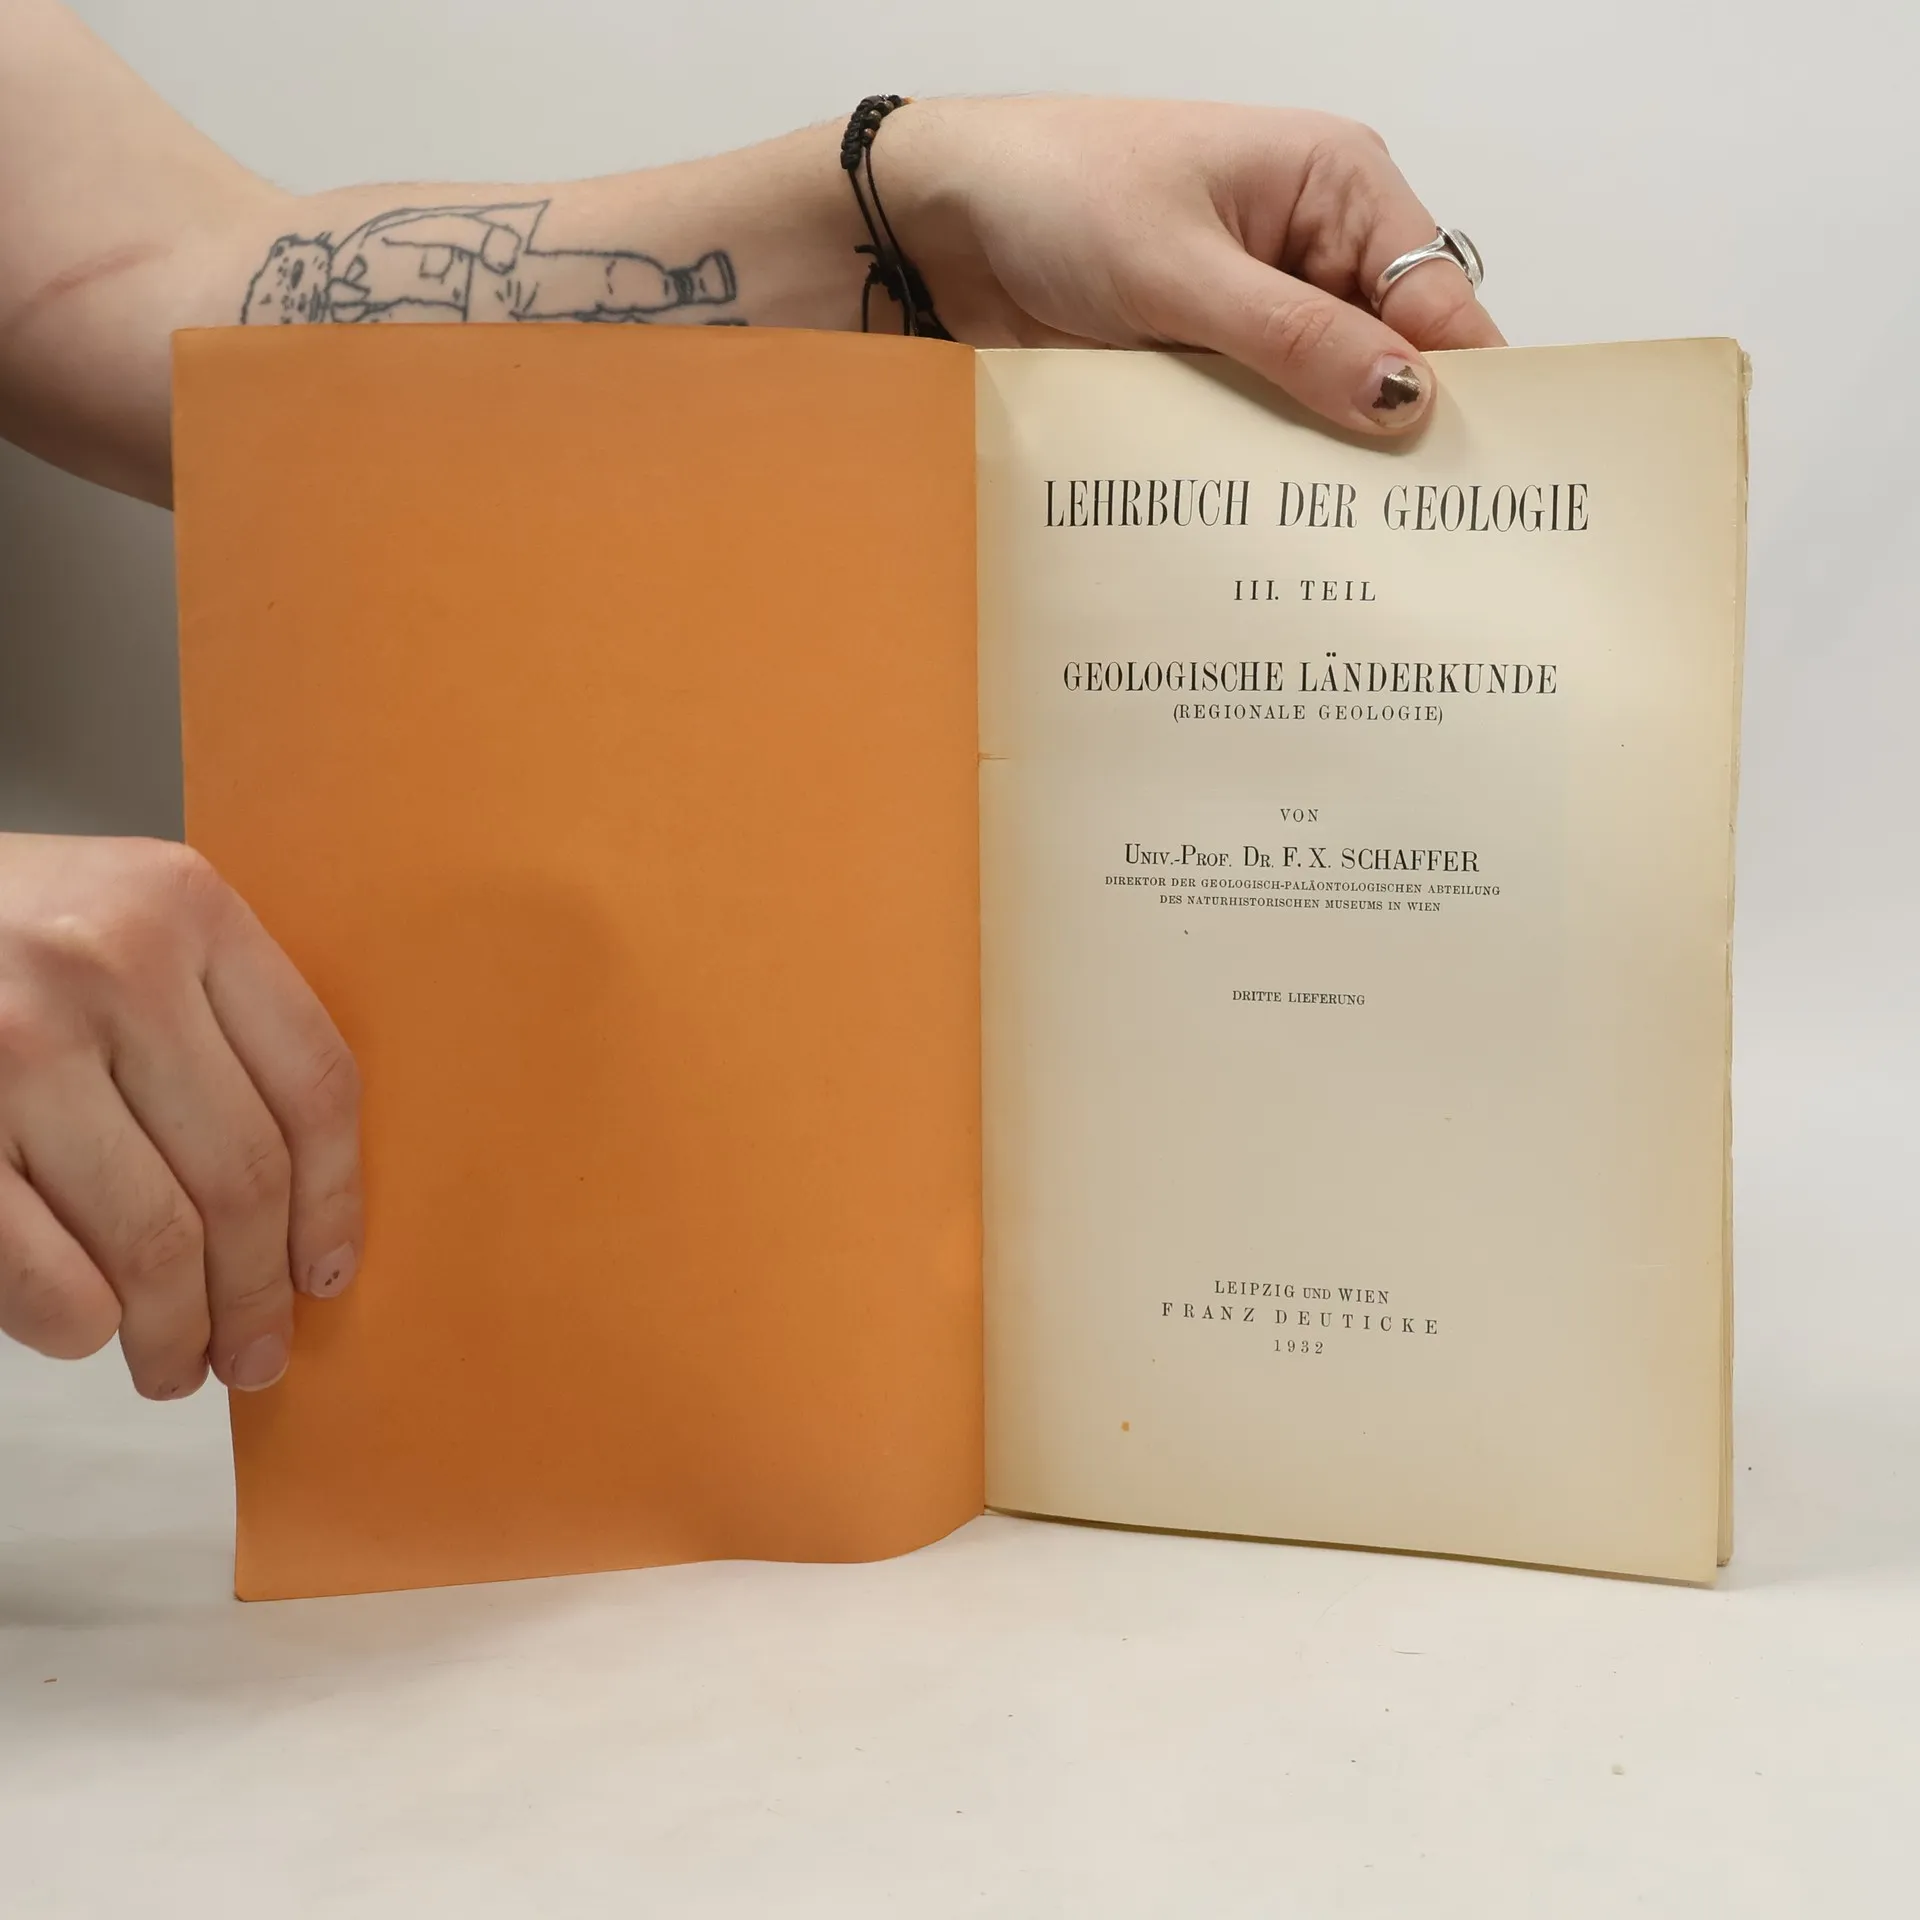 LEHRBUCH DER GEOLOGIE
III. TEIL
GEOLOGISCHE LÄNDERKUNDE
(REGIONALE GEOLOGIE)
VON
UNIV.-PROF. DR. F. X. SCHAFFER
DIREKTOR DER GEOLOGISCH-PALÄONTOLOGISCHEN ABTEILUNG
DES NATURHISTORISCHEN MUSEUMS IN WIEN
DRITTE LIEFERUNG
LEIPZIG UND WIEN
FRANZ DEUTICKE
1932